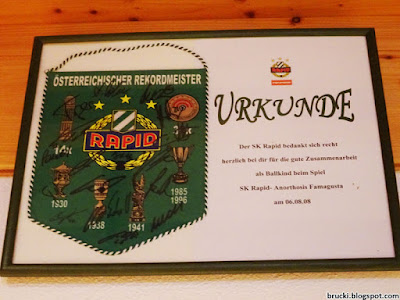 ÖSTERREICHISCHER REKORDMEISTER
RAPID
1930
1938
1941
1985
1996
URKUNDE
Der SK Rapid bedankt sich recht
herzlich bei dir für die gute Zusammenarbeit
als Ballkind beim Spiel
SK Rapid- Anorthosis Famagusta
am 06.08.08
brucki.blogspot.com